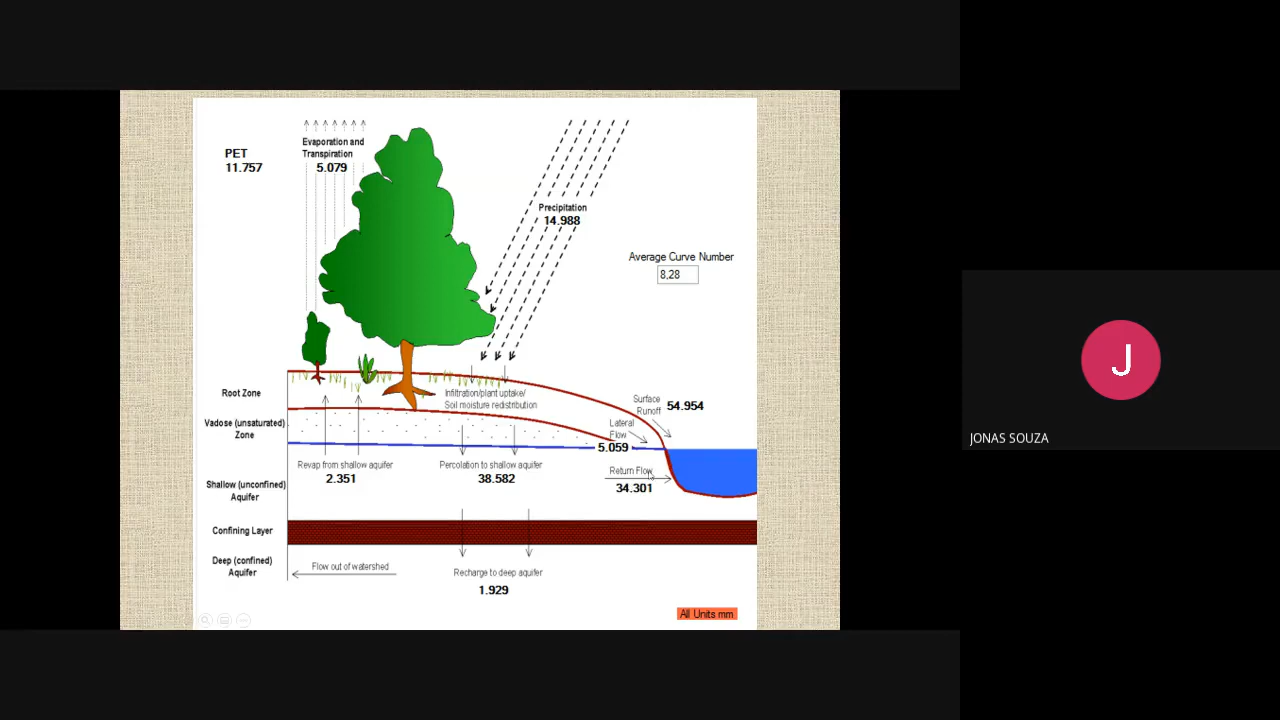 PET
11.757
Evaporation and
Transpiration
5.079
Precipitation
14.988
Average Curve Number
8,28
Root Zone
Infiltration/plant uptake/
Soil moisture redistribution
Surface
Runoff
54.954
Vadose (unsaturated)
Zone
Lateral
Flow
5.059
Revap from shallow aquifer
2.351
Percolation to shallow aquifer
38.582
Return Flow
34.301
Shallow (unconfined)
Aquifer
Confining Layer
Deep (confined)
Aquifer
Flow out of watershed
Recharge to deep aquifer
1.929
All Units mm
J
JONAS SOUZA